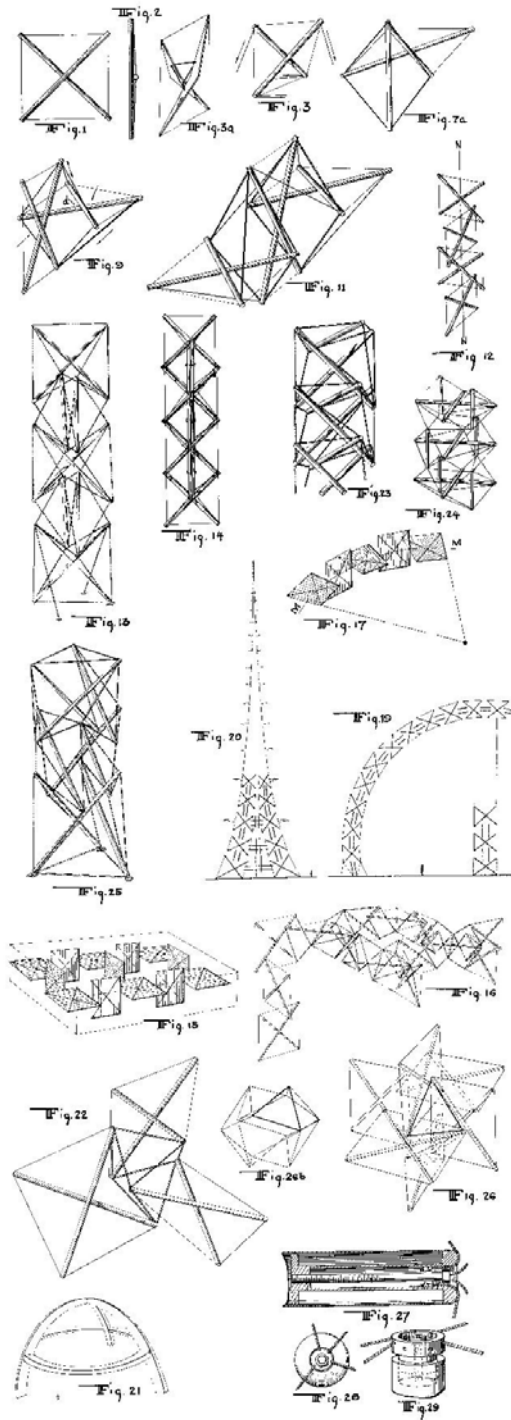 Fig. 2
Fig. 1
Fig. 3a
Fig. 3
Fig. 7a
d
N
Fig. 9
Fig. 11
N
Fig. 12
Fig. 13
Fig. 14
Fig. 23
Fig. 24
M
M
Fig. 17
Fig. 20
Fig. 19
Fig. 25
Fig. 15
Fig. 16
Fig. 22
Fig. 26b
Fig. 26
Fig. 27
Fig. 21
Fig. 28
Fig. 29